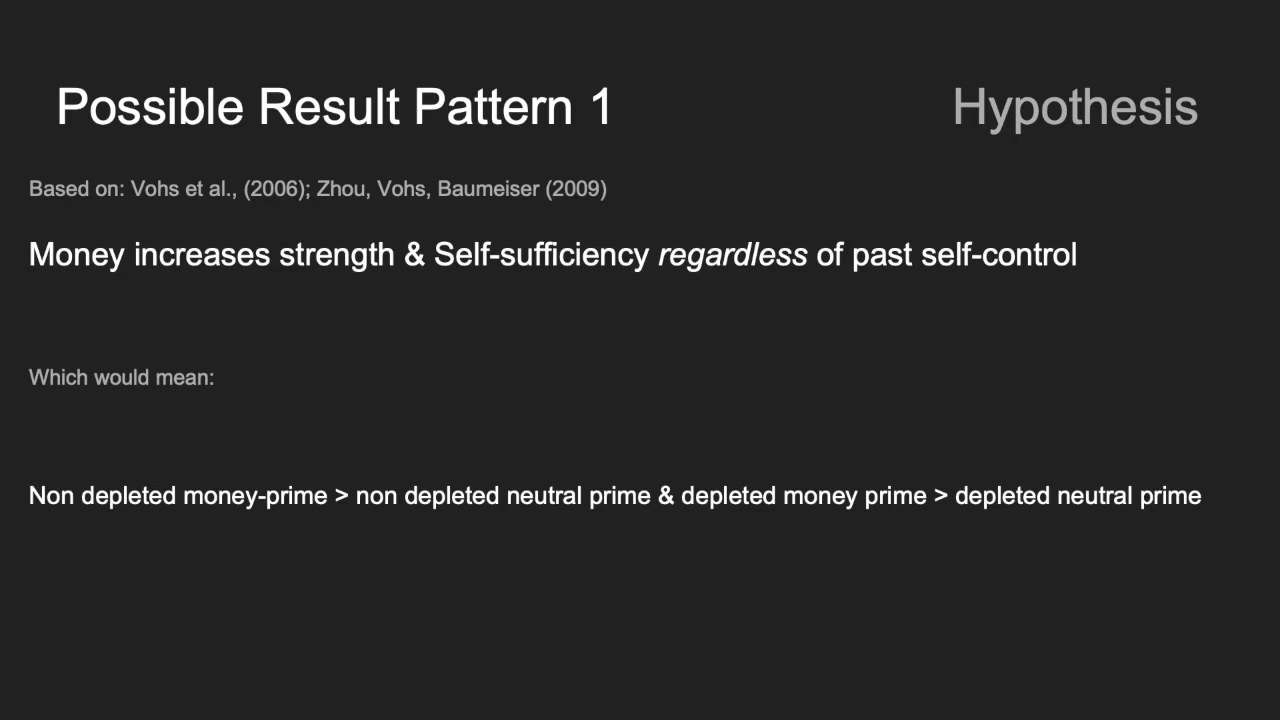 Possible Result Pattern 1
Hypothesis
Based on: Vohs et al., (2006); Zhou, Vohs, Baumeiser (2009)
Money increases strength & Self-sufficiency regardless of past self-control
Which would mean:
Non depleted money-prime > non depleted neutral prime & depleted money prime > depleted neutral prime